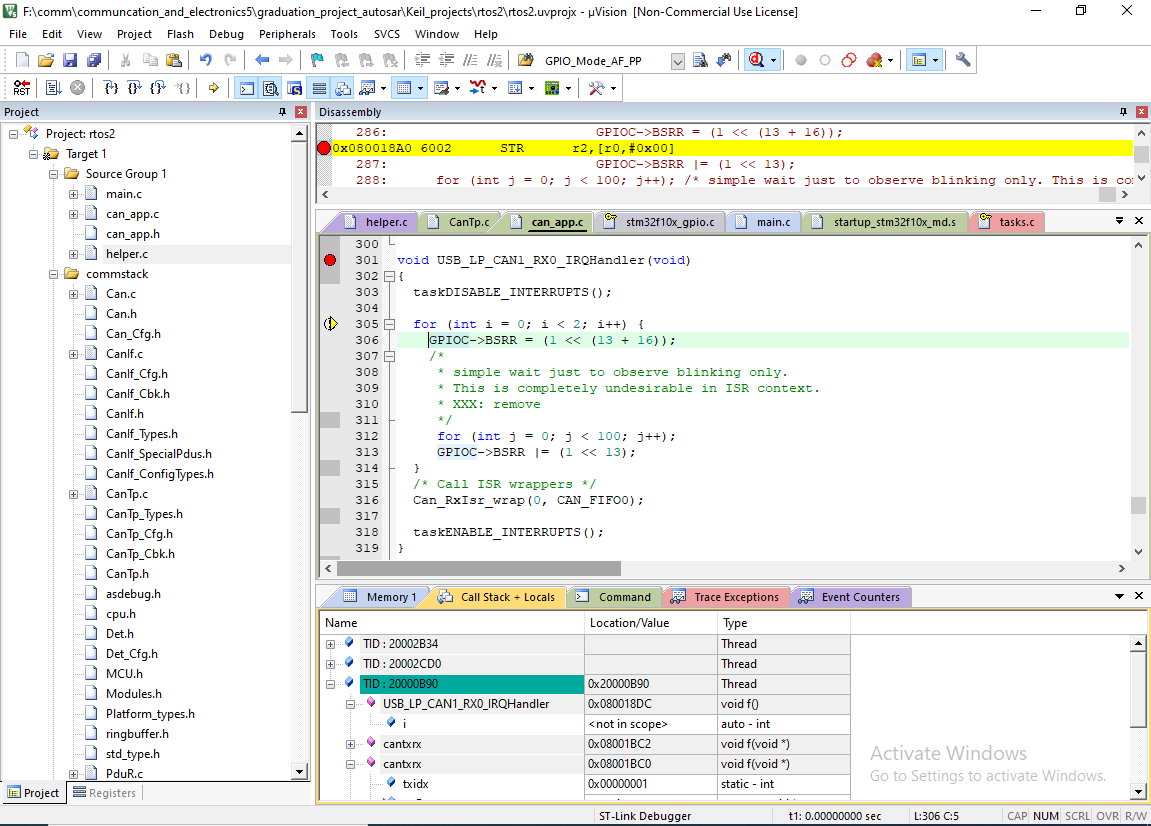 F:\comm\communcation_and_electronics5\graduation_project_autosar\Keil_projects\rtos2\rtos2.uvprojx - µVision  [Non-Commercial Use License]
File Edit View Project Flash Debug Peripherals Tools SVCS Window Help
GPIO_Mode_AF_PP
RST
Project
Project: rtos2
Target 1
Source Group 1
main.c
can_app.c
can_app.h
helper.c
commstack
Can.c
Can.h
Can_Cfg.h
CanIf.c
CanIf_Cfg.h
CanIf_Cbk.h
CanIf.h
CanIf_Types.h
CanIf_SpecialPdus.h
CanIf_ConfigTypes.h
CanTp.c
CanTp_Types.h
CanTp_Cfg.h
CanTp_Cbk.h
CanTp.h
asdebug.h
cpu.h
Det.h
Det_Cfg.h
MCU.h
Modules.h
Platform_types.h
ringbuffer.h
std_type.h
PduR.c
Project Registers
Disassembly
286: GPIOC->BSRR = (1 << (13 + 16));
0x080018A0 6002 STR r2,[r0,#0x00]
287: GPIOC->BSRR |= (1 << 13);
288: for (int j = 0; j < 100; j++); /* simple wait just to observe blinking only. This is co
helper.c CanTp.c can_app.c stm32f10x_gpio.c main.c startup_stm32f10x_md.s tasks.c
300
301 void USB_LP_CAN1_RX0_IRQHandler(void)
302 {
303 taskDISABLE_INTERRUPTS();
304
305 for (int i = 0; i < 2; i++) {
306 GPIOC->BSRR = (1 << (13 + 16));
307 /*
308 * simple wait just to observe blinking only.
309 * This is completely undesirable in ISR context.
310 * XXX: remove
311 */
312 for (int j = 0; j < 100; j++);
313 GPIOC->BSRR |= (1 << 13);
314 }
315 /* Call ISR wrappers */
316 Can_RxIsr_wrap(0, CAN_FIFO0);
317
318 taskENABLE_INTERRUPTS();
319 }
Memory 1 Call Stack + Locals Command Trace Exceptions Event Counters
Name Location/Value Type
TID : 20002B34 Thread
TID : 20002CD0 Thread
TID : 20000B90 0x20000B90 Thread
USB_LP_CAN1_RX0_IRQHandler 0x080018DC void f()
i <not in scope> auto - int
cantxrx 0x08001BC2 void f(void *)
cantxrx 0x08001BC0 void f(void *)
txidx 0x00000001 static - int
Activate Windows
Go to Settings to activate Windows.
ST-Link Debugger t1: 0.00000000 sec L:306 C:5 CAP NUM SCRL OVR R/W